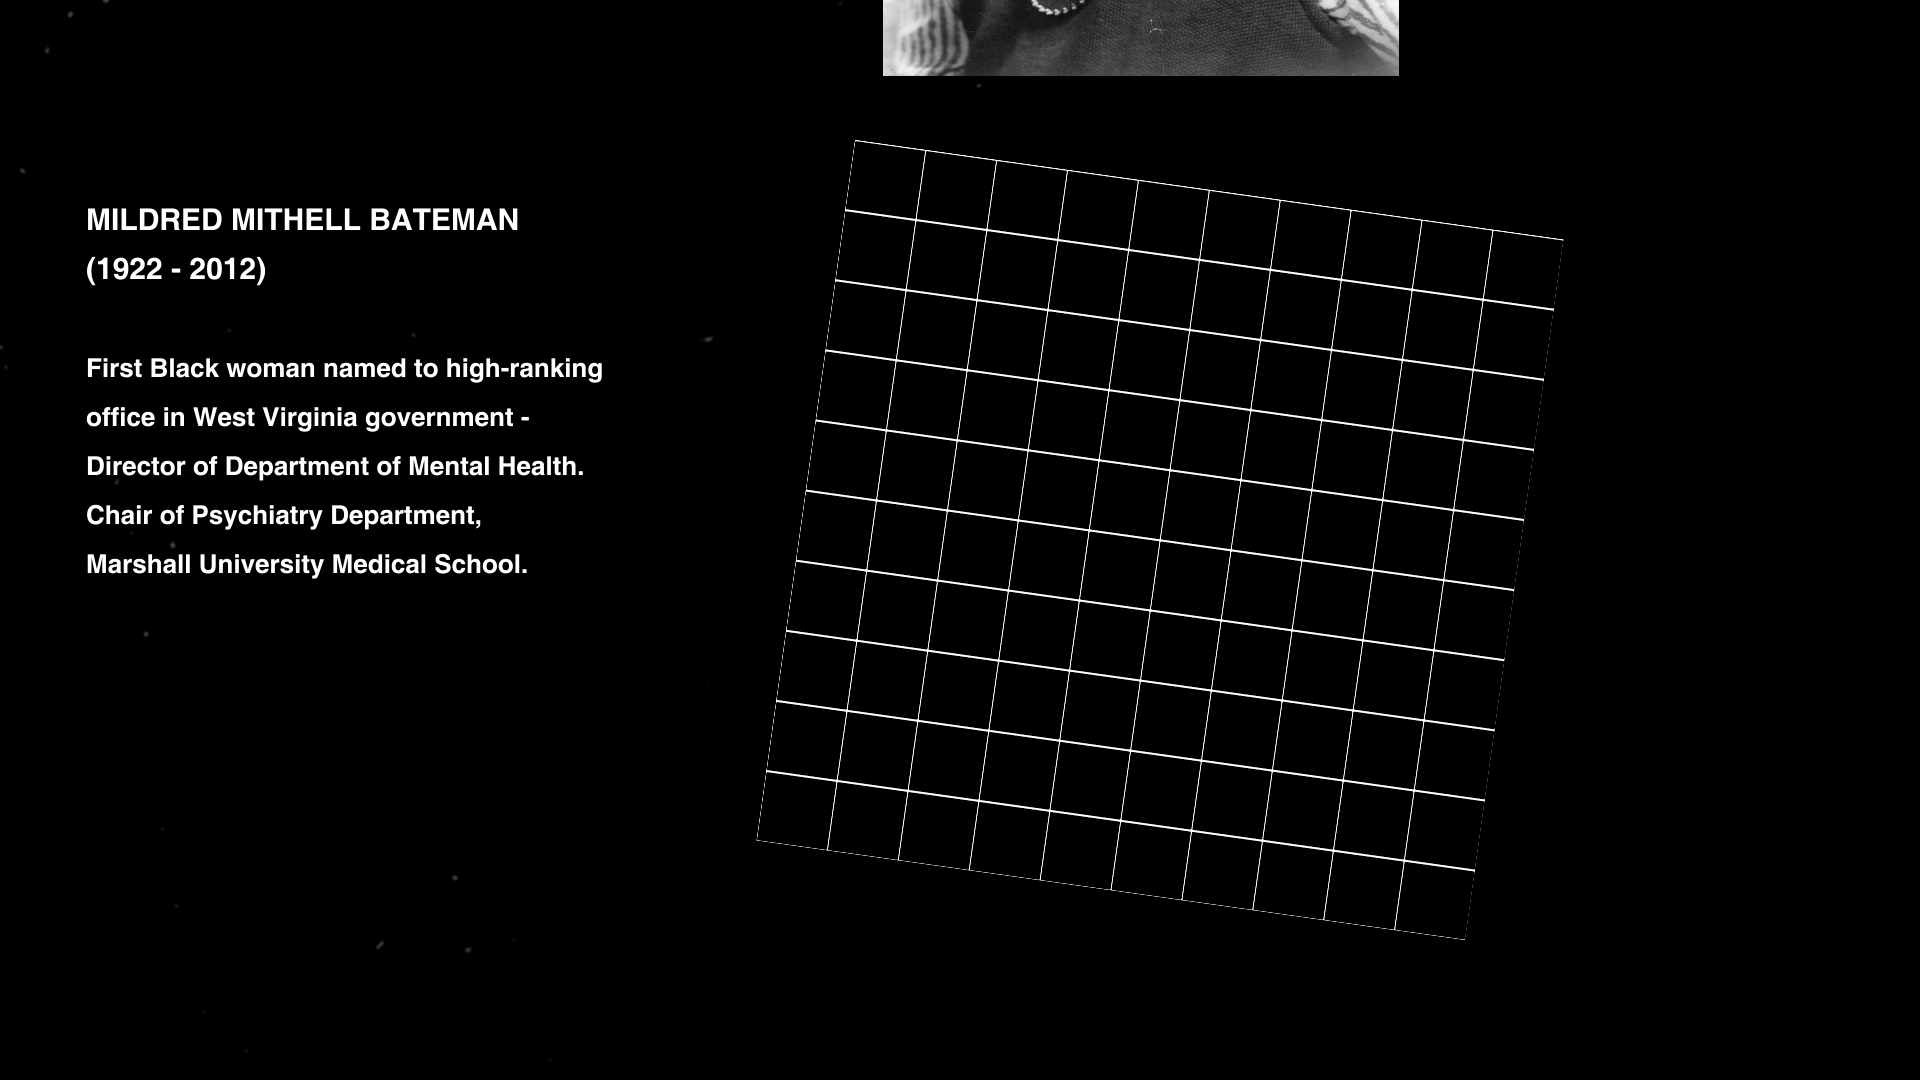 MILDRED MITHELL BATEMAN
(1922 - 2012)
First Black woman named to high-ranking
office in West Virginia government -
Director of Department of Mental Health.
Chair of Psychiatry Department,
Marshall University Medical School.